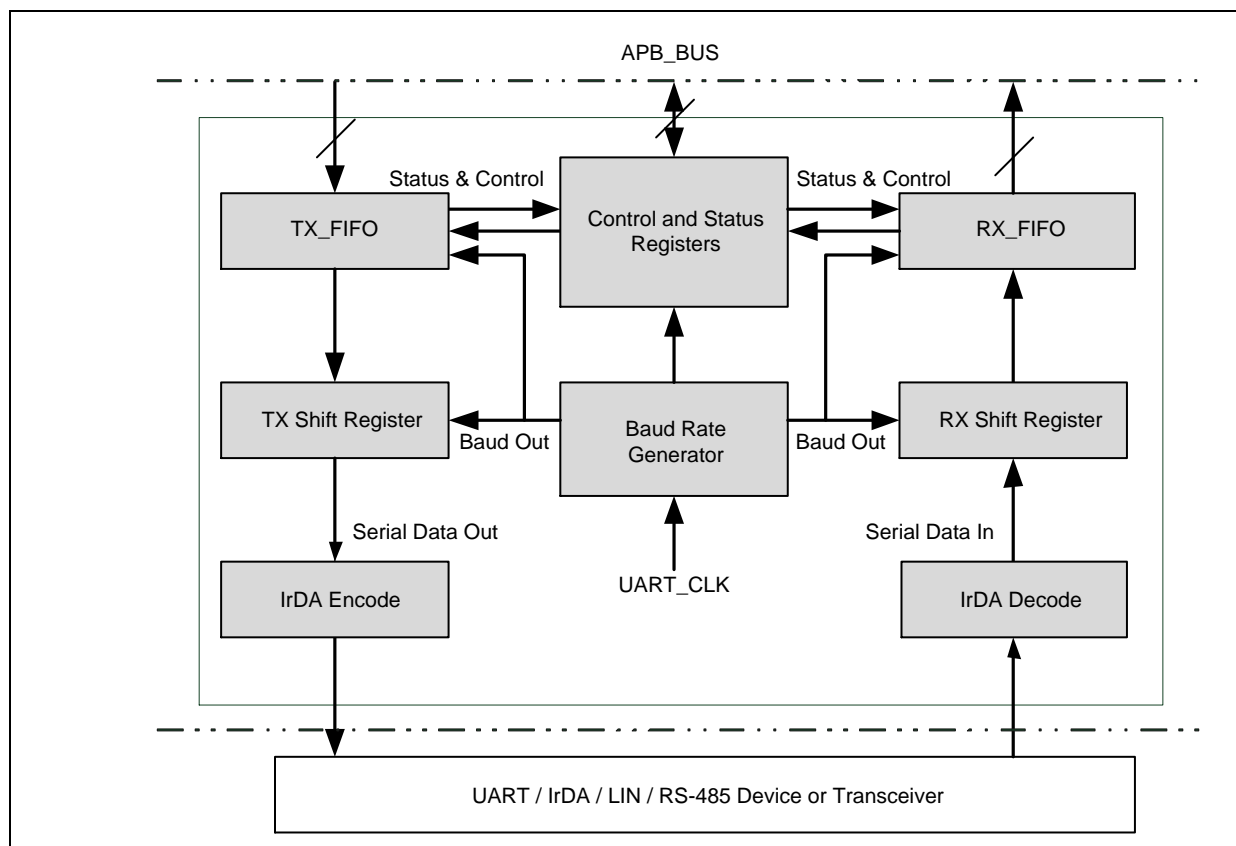 APB_BUS
Status & Control
Status & Control
TX_FIFO
Control and Status
Registers
RX_FIFO
TX Shift Register
Baud Rate
Generator
RX Shift Register
Baud Out
Baud Out
Serial Data Out
Serial Data In
UART_CLK
IrDA Encode
IrDA Decode
UART / IrDA / LIN / RS-485 Device or Transceiver